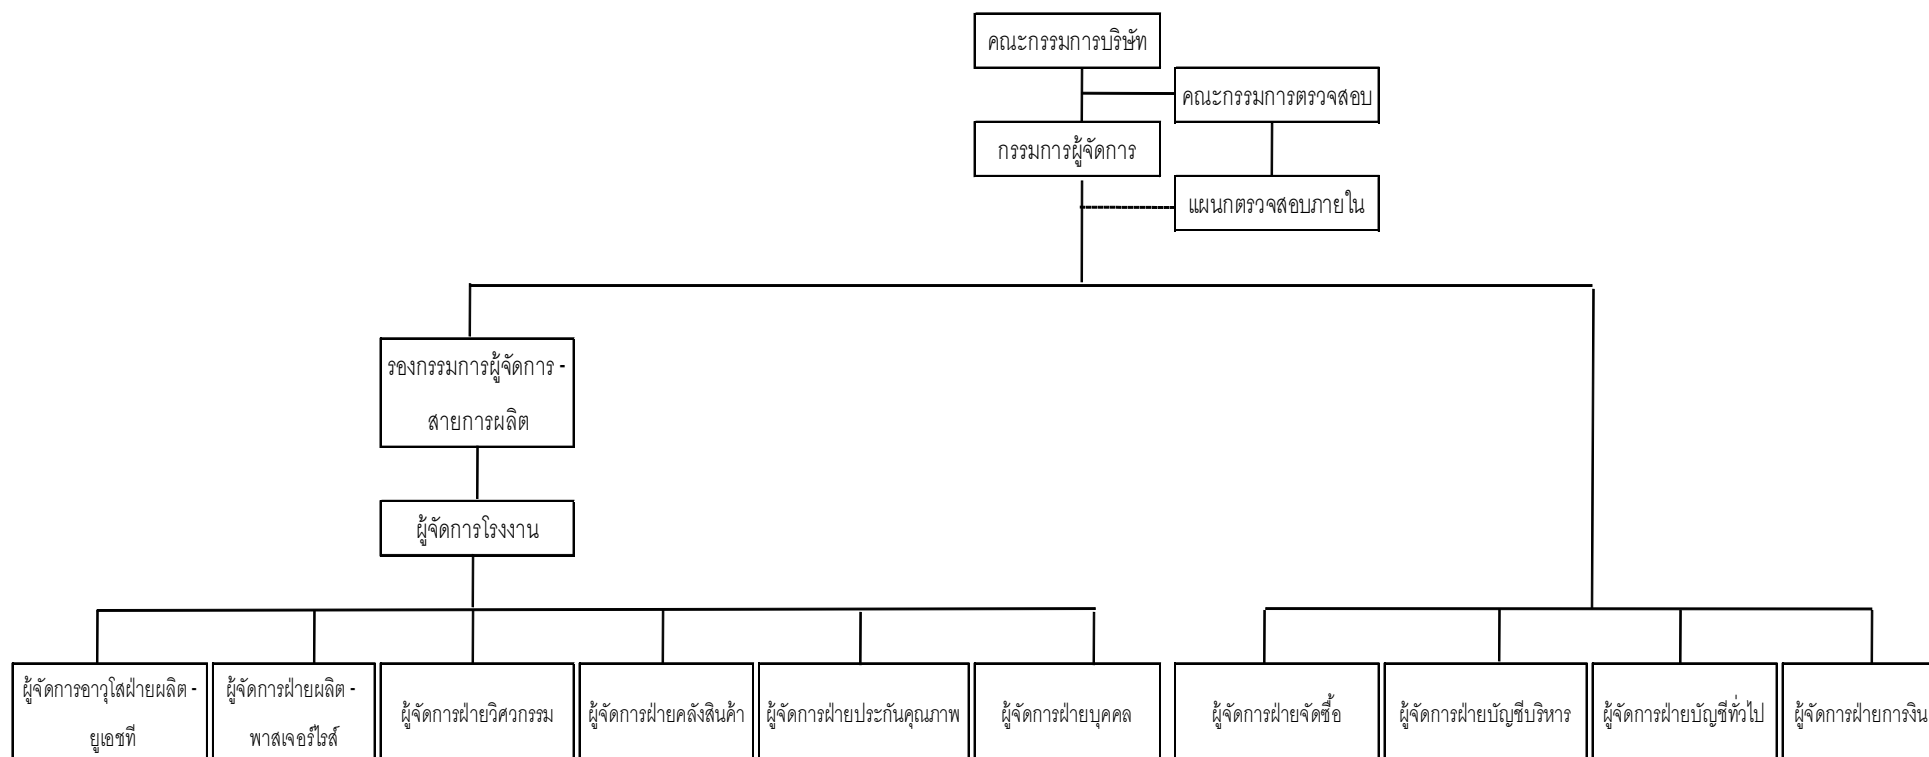 คณะกรรมการบริษัท
คณะกรรมการตรวจสอบ
กรรมการผู้จัดการ
แผนกตรวจสอบภายใน
รองกรรมการผู้จัดการ -
สายการผลิต
ผู้จัดการโรงงาน
ผู้จัดการอาวุโสฝ่ายผลิต -
ยูเอชที
ผู้จัดการฝ่ายผลิต -
พาสเจอร์ไรส์
ผู้จัดการฝ่ายวิศวกรรม
ผู้จัดการฝ่ายคลังสินค้า
ผู้จัดการฝ่ายประกันคุณภาพ
ผู้จัดการฝ่ายบุคคล
ผู้จัดการฝ่ายจัดซื้อ
ผู้จัดการฝ่ายบัญชีบริหาร
ผู้จัดการฝ่ายบัญชีทั่วไป
ผู้จัดการฝ่ายการเงิน